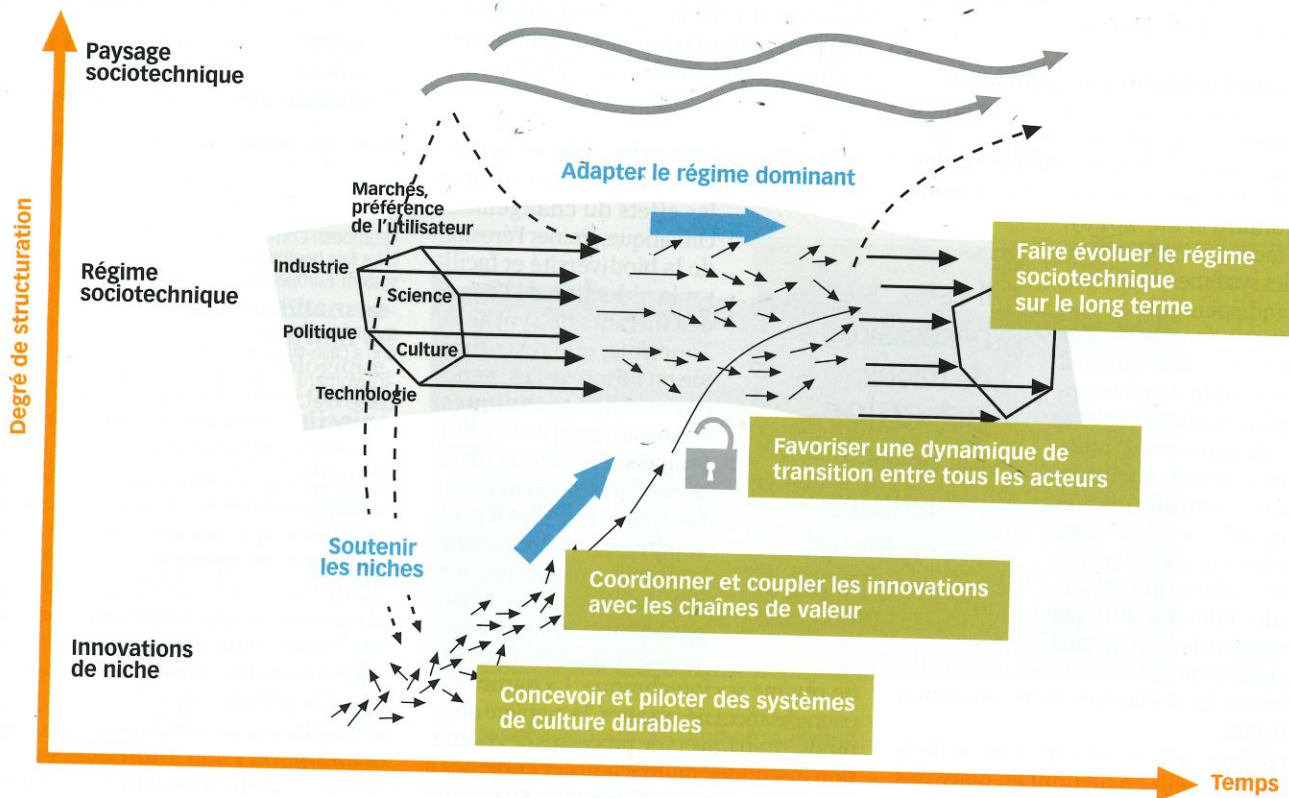 Degré de structuration
Paysage
sociotechnique
Adapter le régime dominant
Marchés,
préférence
de l'utilisateur
Régime
sociotechnique
Industrie
Science
Politique
Culture
Technologie
Faire évoluer le régime
sociotechnique
sur le long terme
Favoriser une dynamique de
transition entre tous les acteurs
Soutenir
les niches
Coordonner et coupler les innovations
avec les chaînes de valeur
Innovations
de niche
Concevoir et piloter des systèmes
de culture durables
Temps